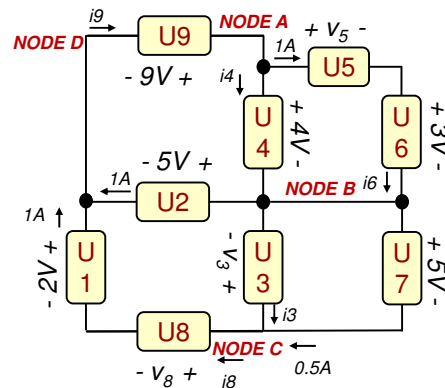 i9
NODE D
U9
NODE A
- 9V +
1A
+ v5 -
U5
i4
U
4
+ 4V -
U
6
+ 3V -
- 5V +
1A
U2
NODE B
i6
1A
- 2V +
U
1
- v3 +
U
3
i3
U
7
+ 5V -
U8
NODE C
- v8 +
i8
0.5A